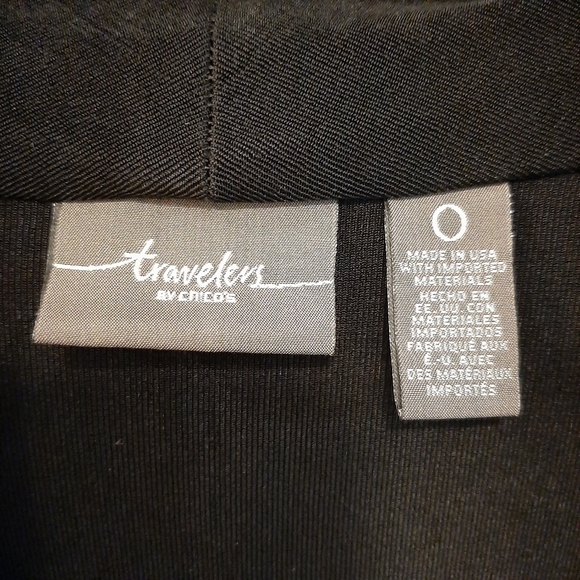 travelers
BY CHICO'S
0
MADE IN USA
WITH IMPORTED
MATERIALS
HECHO EN
EE.UU. CON
MATERIALES
IMPORTADOS
FABRIQUÉ AUX
É.-U. AVEC
DES MATÉRIAUX
IMPORTÉS